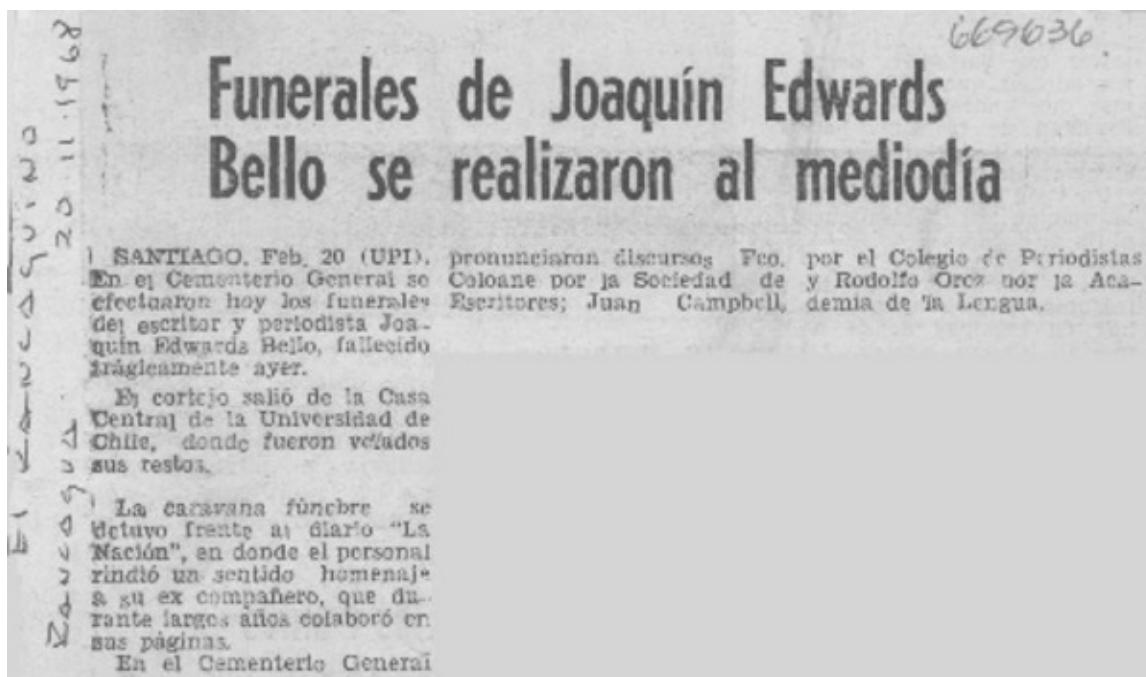 669636
Funerales de Joaquín Edwards
Bello se realizaron al mediodía
SANTIAGO, Feb. 20 (UPI).
En el Cementerio General se
efectuaron hoy los funerales
del escritor y periodista Joa-
quín Edwards Bello, fallecido
trágicamente ayer.
El cortejo salió de la Casa
Central de la Universidad de
Chile, donde fueron velados
sus restos.
La caravana fúnebre se
detuvo frente al diario "La
Nación", en donde el personal
rindió un sentido homenaje
a su ex compañero, que du-
rante largos años colaboró en
sus páginas.
En el Cementerio General
pronunciaron discursos Fco.
Coloane por la Sociedad de
Escritores; Juan Campbell,
por el Colegio de Periodistas
y Rodolfo Oroz por la Aca-
demia de la Lengua.
El Rancagüino
Rancagua 20.11.1968